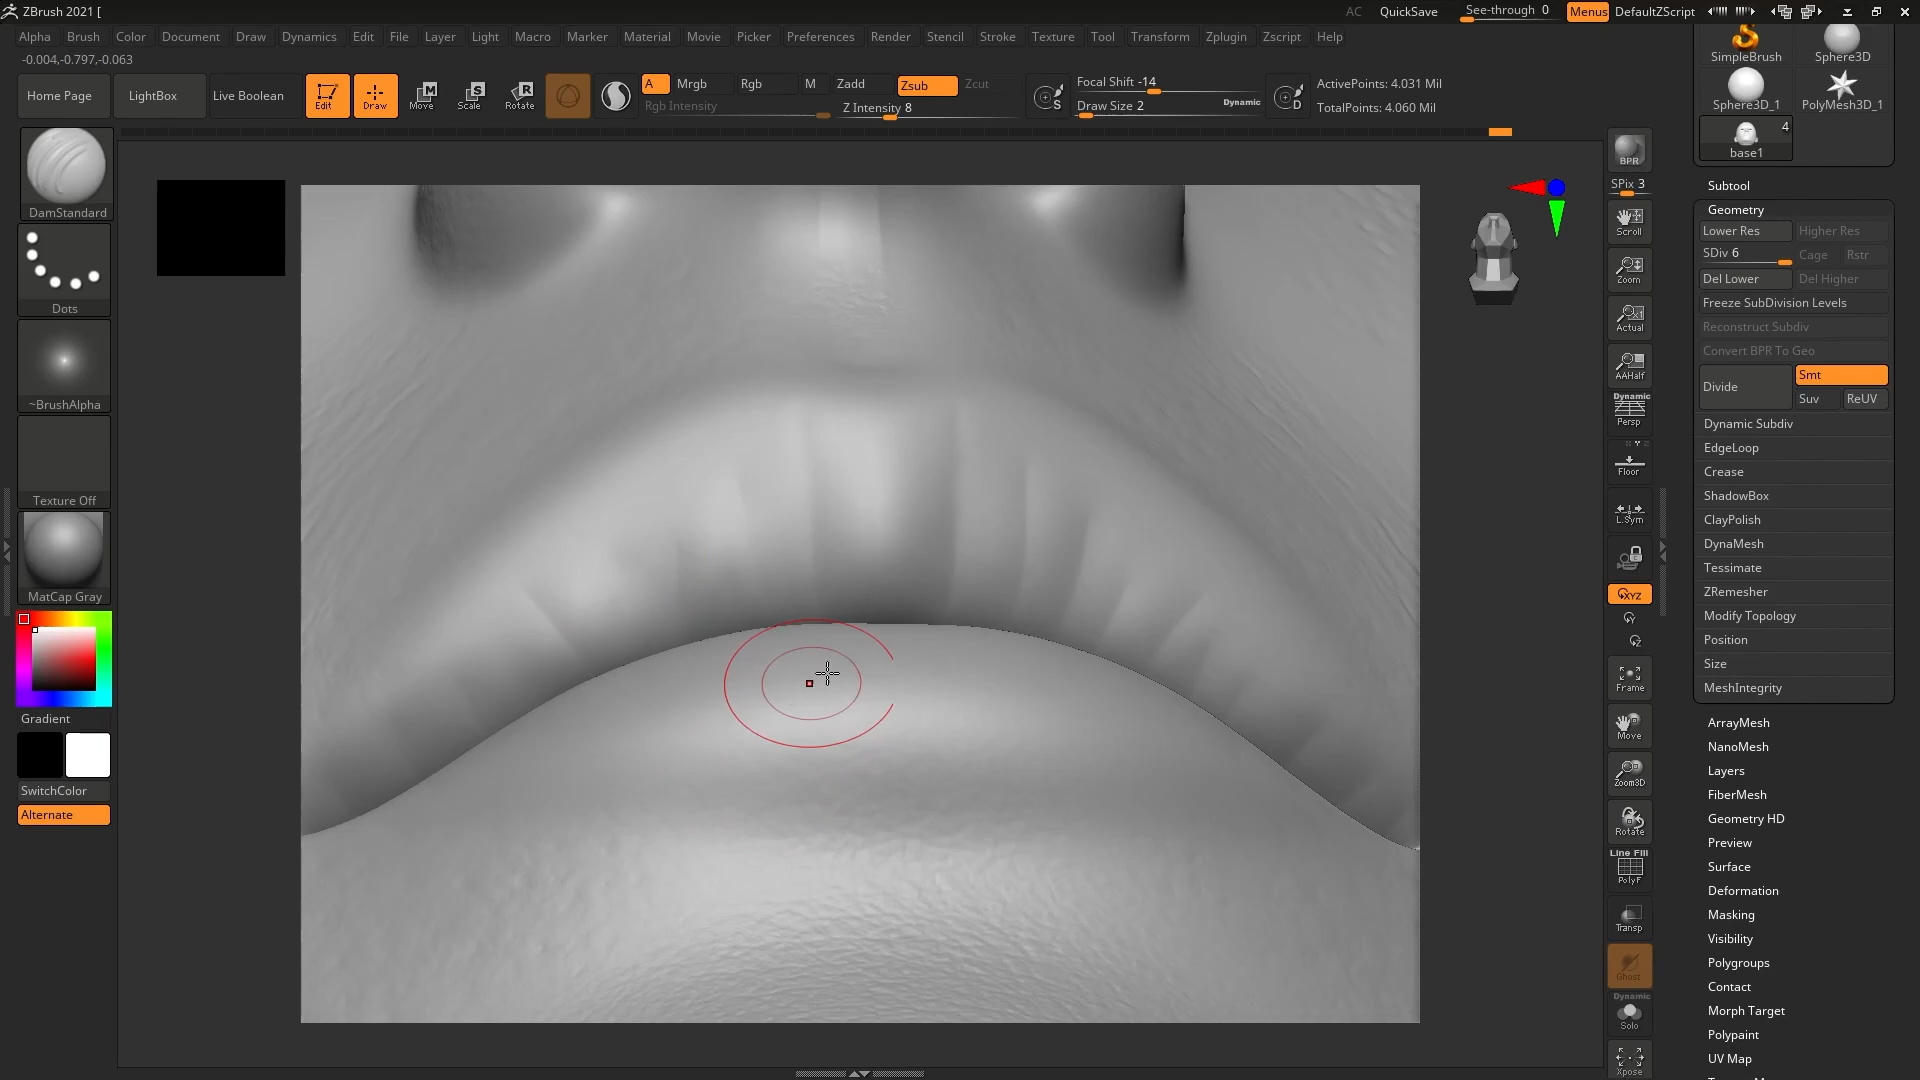 ZBrush 2021 [
AC
QuickSave
See-through 0
Menus
DefaultZScript
Alpha
Brush
Color
Document
Draw
Dynamics
Edit
File
Layer
Light
Macro
Marker
Material
Movie
Picker
Preferences
Render
Stencil
Stroke
Texture
Tool
Transform
Zplugin
Zscript
Help
-0.004,-0.797,-0.063
Home Page
LightBox
Live Boolean
Edit
Draw
M
Move
S
Scale
R
Rotate
A
Mrgb
Rgb
M
Zadd
Zsub
Zcut
Rgb Intensity
Z Intensity 8
S
Focal Shift -14
Draw Size 2
Dynamic
D
ActivePoints: 4.031 Mil
TotalPoints: 4.060 Mil
DamStandard
Dots
~BrushAlpha
Texture Off
MatCap Gray
Gradient
SwitchColor
Alternate
BPR
SPix 3
Scroll
Zoom
Actual
AAHalf
Dynamic
Persp
Floor
L.Sym
XYZ
Y
Z
Frame
Move
Zoom3D
Rotate
Line Fill
PolyF
Transp
Ghost
Dynamic
Solo
Xpose
SimpleBrush
Sphere3D
Sphere3D_1
PolyMesh3D_1
4
base1
Subtool
Geometry
Lower Res
Higher Res
SDiv 6
Cage
Rstr
Del Lower
Del Higher
Freeze SubDivision Levels
Reconstruct Subdiv
Convert BPR To Geo
Divide
Smt
Suv
ReUV
Dynamic Subdiv
EdgeLoop
Crease
ShadowBox
ClayPolish
DynaMesh
Tessimate
ZRemesher
Modify Topology
Position
Size
MeshIntegrity
ArrayMesh
NanoMesh
Layers
FiberMesh
Geometry HD
Preview
Surface
Deformation
Masking
Visibility
Polygroups
Contact
Morph Target
Polypaint
UV Map